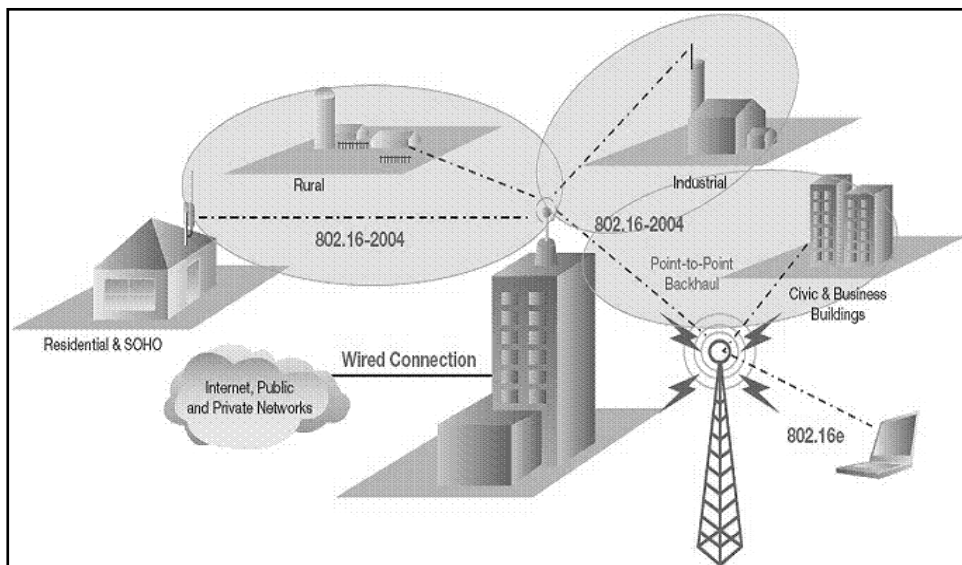 Rural
Industrial
802.16-2004
802.16-2004
Point-to-Point
Backhaul
Civic & Business
Buildings
Residential & SOHO
Wired Connection
Internet, Public
and Private Networks
802.16e